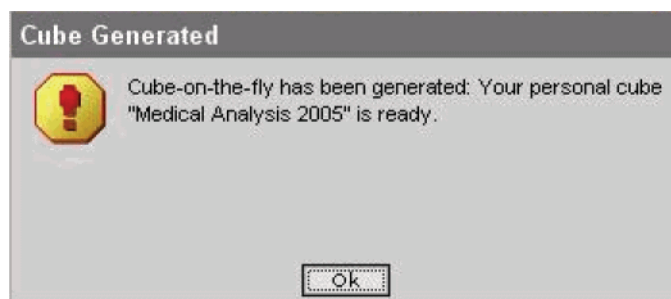 Cube Generated
Cube-on-the-fly has been generated: Your personal cube
"Medical Analysis 2005" is ready.
Ok